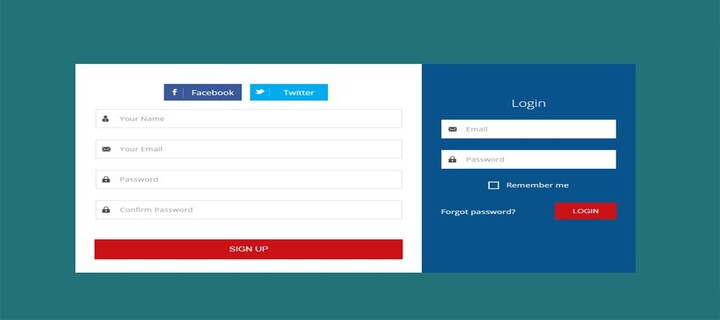 f Facebook
Twitter
Your Name
Your Email
Password
Confirm Password
SIGN UP
Login
Email
Password
Remember me
Forgot password?
LOGIN